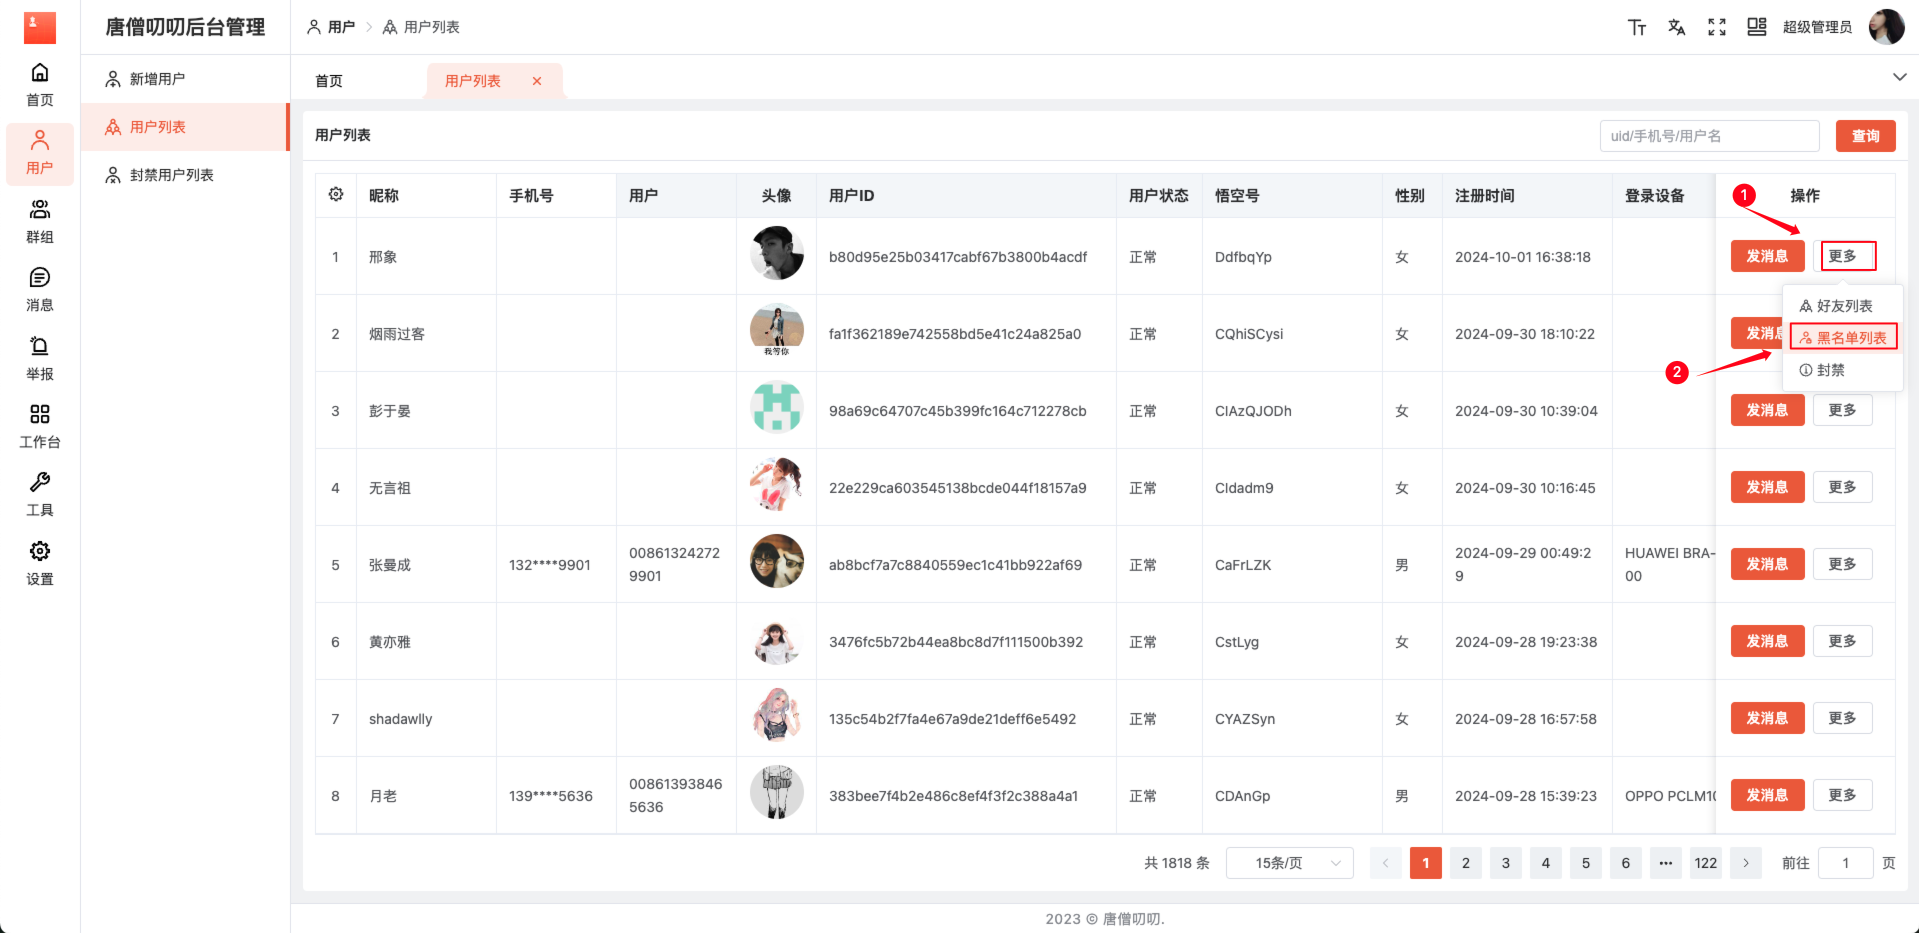 唐僧叨叨后台管理
用户 > 用户列表
超级管理员
首页
用户
群组
消息
举报
工作台
工具
设置
新增用户
用户列表
封禁用户列表
首页
用户列表 ×
用户列表
uid/手机号/用户名
查询
昵称 手机号 用户 头像 用户ID 用户状态 悟空号 性别 注册时间 登录设备 操作
1
1 邢象 b80d95e25b03417cabf67b3800b4acdf 正常 DdfbqYp 女 2024-10-01 16:38:18 发消息 更多
好友列表
黑名单列表
封禁
2
2 烟雨过客 我等你 fa1f362189e742558bd5e41c24a825a0 正常 CQhiSCysi 女 2024-09-30 18:10:22 发消息
3 彭于晏 98a69c64707c45b399fc164c712278cb 正常 CIAzQJODh 女 2024-09-30 10:39:04 发消息 更多
4 无言祖 22e229ca603545138bcde044f18157a9 正常 Cldadm9 女 2024-09-30 10:16:45 发消息 更多
5 张曼成 132****9901 00861324272
9901 ab8bcf7a7c8840559ec1c41bb922af69 正常 CaFrLZK 男 2024-09-29 00:49:2
9 HUAWEI BRA-
00 发消息 更多
6 黄亦雅 3476fc5b72b44ea8bc8d7f111500b392 正常 CstLyg 女 2024-09-28 19:23:38 发消息 更多
7 shadawlly 135c54b2f7fa4e67a9de21deff6e5492 正常 CYAZSyn 女 2024-09-28 16:57:58 发消息 更多
8 月老 139****5636 00861393846
5636 383bee7f4b2e486c8ef4f3f2c388a4a1 正常 CDAnGp 男 2024-09-28 15:39:23 OPPO PCLM10 发消息 更多
共 1818 条 15条/页 < 1 2 3 4 5 6 ··· 122 > 前往 1 页
2023 © 唐僧叨叨.